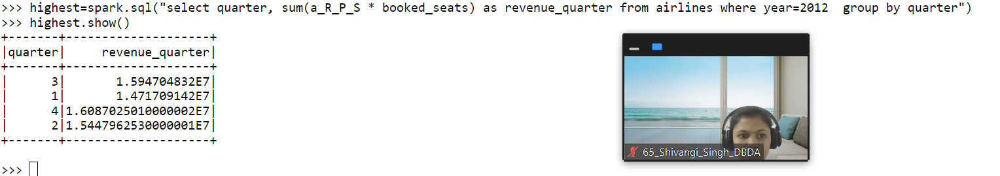 >>> highest=spark.sql("select quarter, sum(a_R_P_S * booked_seats) as revenue_quarter from airlines where year=2012  group by quarter")
>>> highest.show()
+-------+--------------------+
|quarter|     revenue_quarter|
+-------+--------------------+
|      3|       1.594704832E7|
|      1|       1.471709142E7|
|      4|1.6087025010000002E7|
|      2|1.5447962530000001E7|
+-------+--------------------+
>>>
65_Shivangi_Singh_DBDA